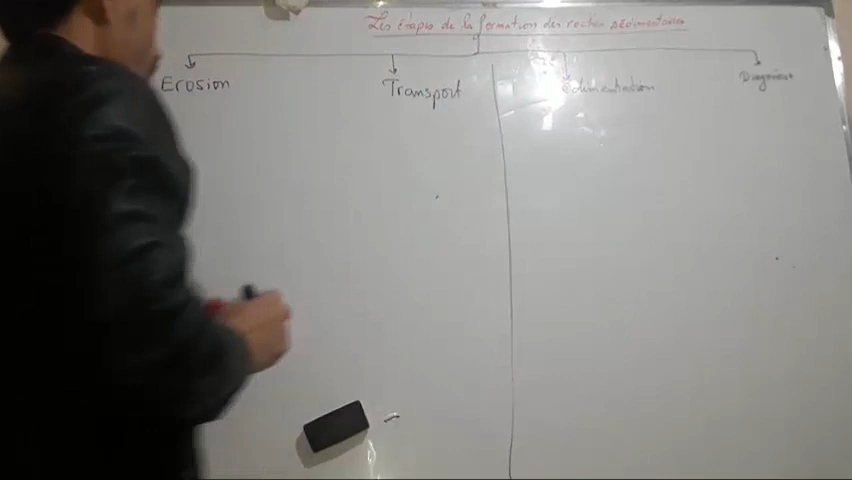 Les étapes de la formation des roches sédimentaires
Erosion Transport Sédimentation Diagenèse